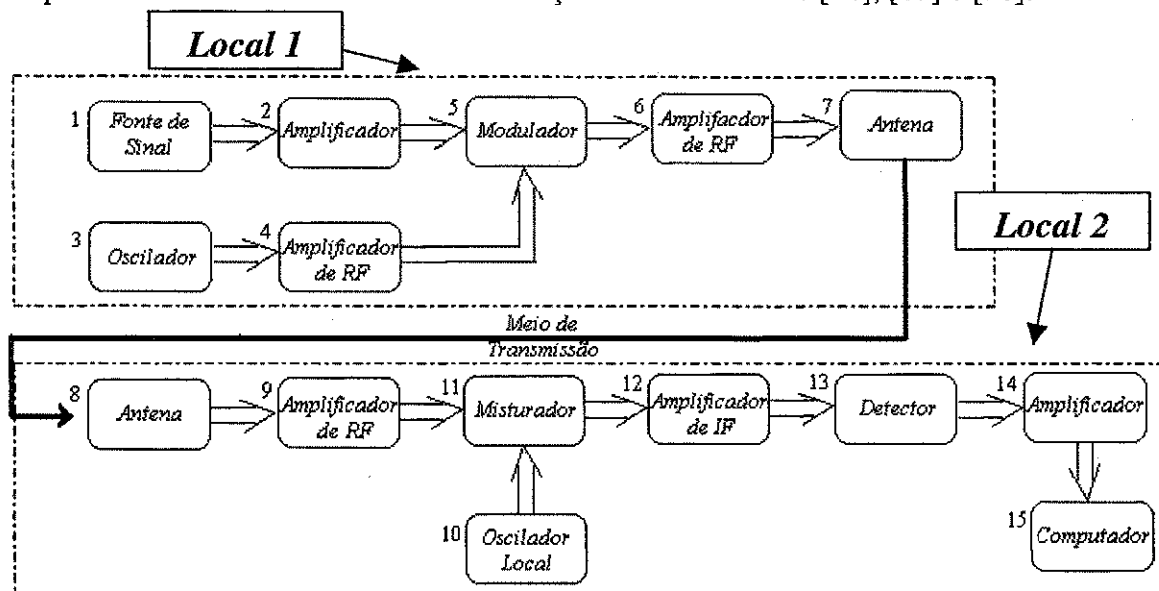 Local 1
1
Fonte de
Sinal
2
Amplificador
5
Modulador
6
Amplifacdor
de RF
7
Antena
3
Oscilador
4
Amplificador
de RF
Local 2
Meio de
Transmissão
8
Antena
9
Amplificador
de RF
11
Misturador
12
Amplificador
de IF
13
Detector
14
Amplificador
10
Oscilador
Local
15
Computador